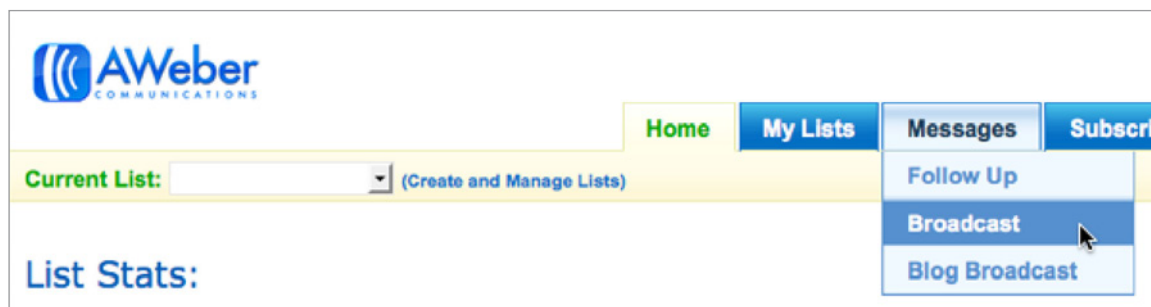 AWeber
COMMUNICATIONS
Home My Lists Messages Subscri
Current List: (Create and Manage Lists)
Follow Up
Broadcast
Blog Broadcast
List Stats: